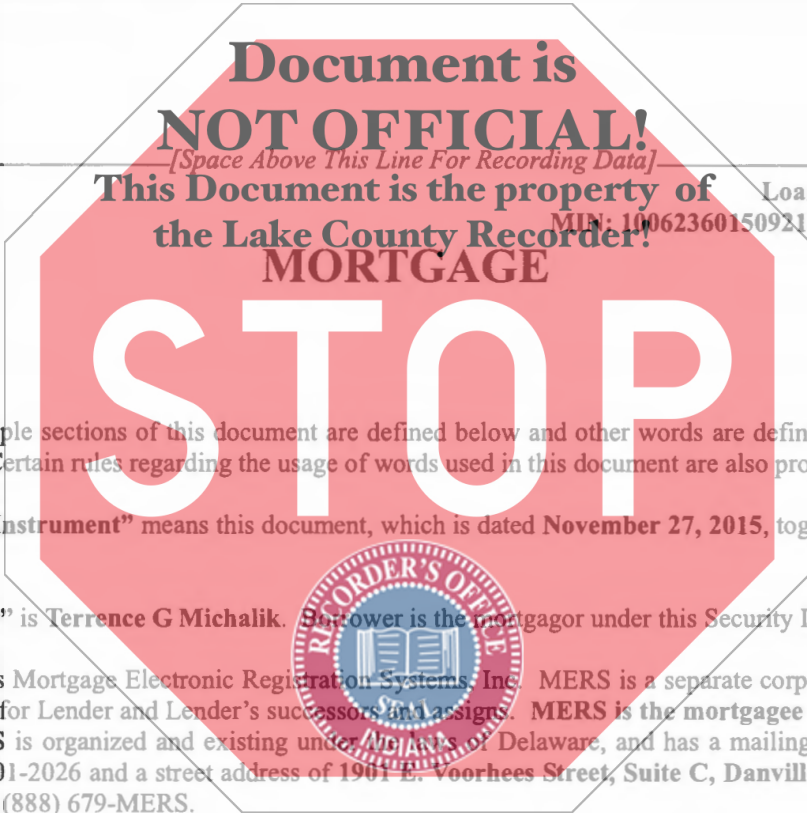 Document is
NOT OFFICIAL!
[Space Above This Line For Recording Data]
This Document is the property of
Loa
MIN: 10062360150921
the Lake County Recorder!
MORTGAGE
STOP
ple sections of this document are defined below and other words are defin
Certain rules regarding the usage of words used in this document are also pro
Instrument” means this document, which is dated November 27, 2015, tog
” is Terrence G Michalik. Borrower is the mortgagor under this Security I
RECORDER'S OFFICE
SEAL
INDIANA
s Mortgage Electronic Registration Systems, Inc. MERS is a separate corp
for Lender and Lender’s successors and assigns. MERS is the mortgagee
S is organized and existing under the laws of Delaware, and has a mailing
01-2026 and a street address of 1901 E. Voorhees Street, Suite C, Danvill
(888) 679-MERS.